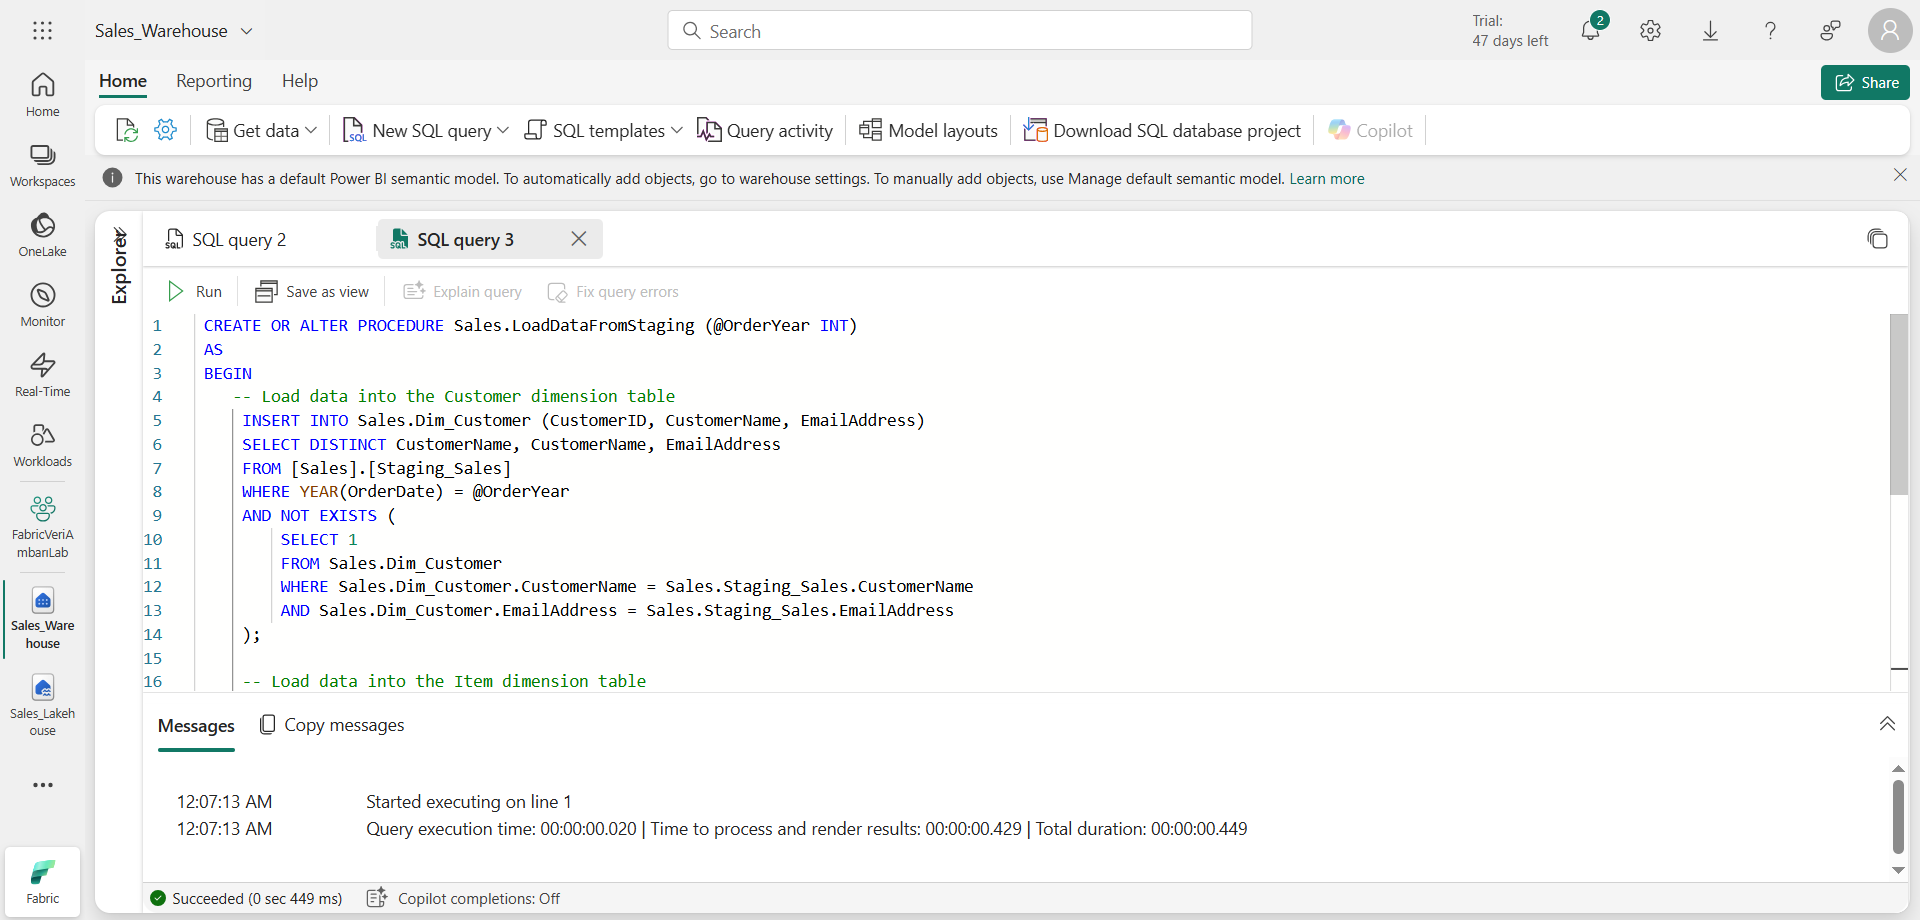 Sales_Warehouse
Search
Trial:
47 days left
2
Home
Reporting
Help
Share
Get data
New SQL query
SQL templates
Query activity
Model layouts
Download SQL database project
Copilot
This warehouse has a default Power BI semantic model. To automatically add objects, go to warehouse settings. To manually add objects, use Manage default semantic model. Learn more
Home
Workspaces
OneLake
Monitor
Real-Time
Workloads
FabricVeriA
mbarıLab
Sales_Ware
house
Sales_Lakeh
ouse
Fabric
Explorer
SQL query 2
SQL query 3
Run
Save as view
Explain query
Fix query errors
1 CREATE OR ALTER PROCEDURE Sales.LoadDataFromStaging (@OrderYear INT)
2 AS
3 BEGIN
4 -- Load data into the Customer dimension table
5 INSERT INTO Sales.Dim_Customer (CustomerID, CustomerName, EmailAddress)
6 SELECT DISTINCT CustomerName, CustomerName, EmailAddress
7 FROM [Sales].[Staging_Sales]
8 WHERE YEAR(OrderDate) = @OrderYear
9 AND NOT EXISTS (
10 SELECT 1
11 FROM Sales.Dim_Customer
12 WHERE Sales.Dim_Customer.CustomerName = Sales.Staging_Sales.CustomerName
13 AND Sales.Dim_Customer.EmailAddress = Sales.Staging_Sales.EmailAddress
14 );
15
16 -- Load data into the Item dimension table
Messages
Copy messages
12:07:13 AM Started executing on line 1
12:07:13 AM Query execution time: 00:00:00.020 | Time to process and render results: 00:00:00.429 | Total duration: 00:00:00.449
Succeeded (0 sec 449 ms)
Copilot completions: Off